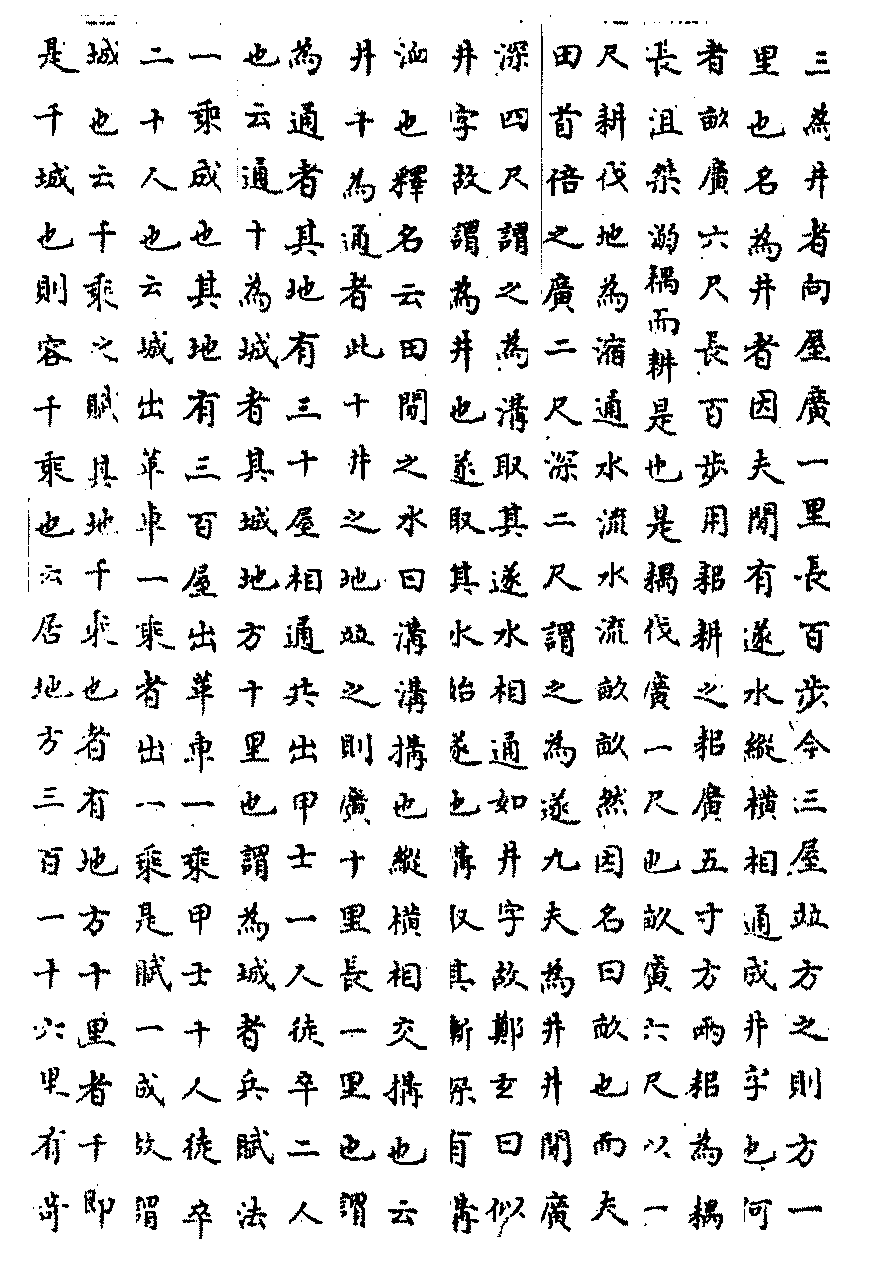 三為井者向屋廣一里長百步今三屋並方之則方一
里也名為井者因夫間有遂水縱橫相通成井字也何
者畝廣六尺長百步用耜耕之耜廣五寸方兩耜為耦
長沮桀溺耦而耕是也是耦伐廣一尺也畝廣六尺以一
尺耕伐地為㴊通水流水流畝畝然因名曰畝也而夫
田首倍之廣二尺深二尺謂之為遂九夫為井井間廣
深四尺謂之為溝取其遂水相通如井字故鄭玄曰似
井字故謂為井也遂取其水始遂也溝取其漸深有溝
洫也釋名云田間之水曰溝溝搆也縱橫相交搆也云
井十為通者此十井之地並之則廣十里長一里也謂
為通者其地有三十屋相通共出甲士一人徒卒二人
也云通十為城者其城地方十里也謂為城者兵賦法
一乘成也其地有三百屋出革車一乘甲士十人徒卒
二十人也云城出革車一乘者出一乘是賦一成故謂
城也云千乘之賦其地千乘也者有地方十里者千即
是千城也則容千乘也云居地方三百一十六里有奇